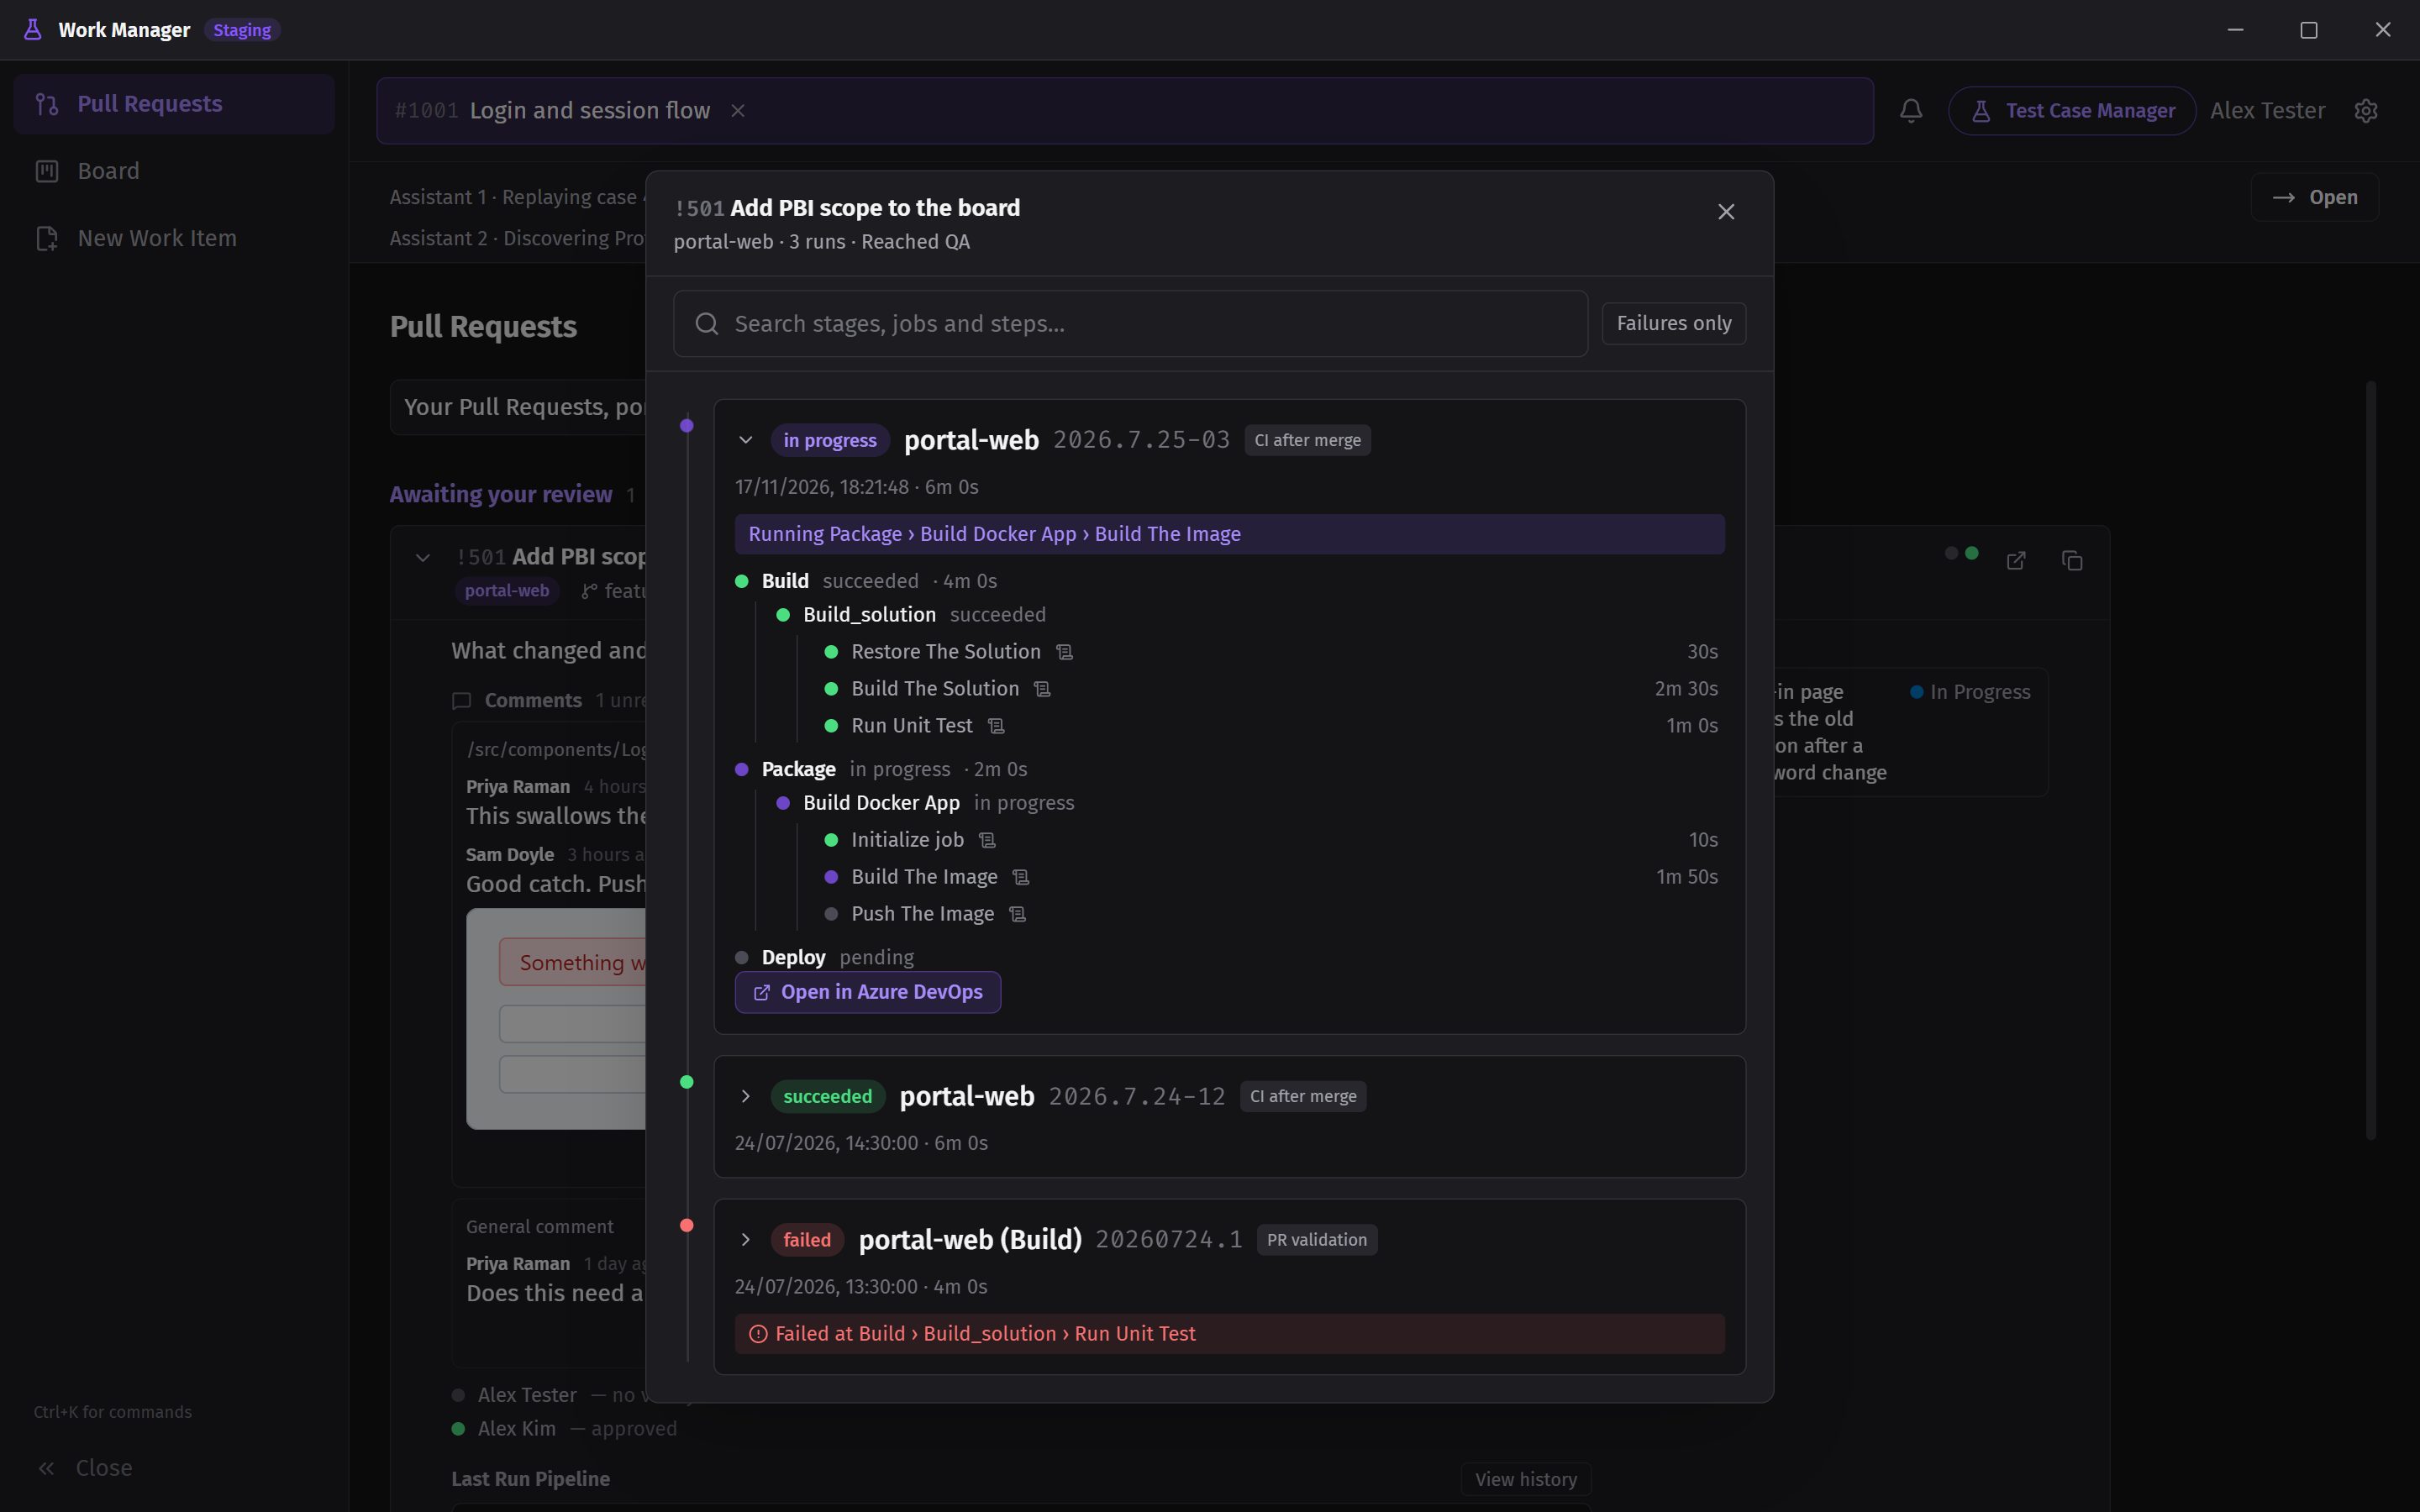 Work Manager Staging
Pull Requests
Board
New Work Item
Ctrl+K for commands
Close
#1001 Login and session flow
Test Case Manager
Alex Tester
Assistant 1 · Replaying case
Assistant 2 · Discovering
Open
Pull Requests
Your Pull Requests,
Awaiting your review 1
!501 Add PBI
portal-web
What changed and
Comments 1
/src/components/
Priya Raman 4 hours
This swallows the
Sam Doyle 3 hours
Good catch.
Something
General comment
Priya Raman 1 day
Does this need a
Alex Tester — no
Alex Kim — approved
Last Run Pipeline
View history
-in page
In Progress
the old
on after a
word change
!501 Add PBI scope to the board
portal-web · 3 runs · Reached QA
Search stages, jobs and steps...
Failures only
in progress portal-web 2026.7.25-03 CI after merge
17/11/2026, 18:21:48 · 6m 0s
Running Package › Build Docker App › Build The Image
Build succeeded · 4m 0s
Build_solution succeeded
Restore The Solution 30s
Build The Solution 2m 30s
Run Unit Test 1m 0s
Package in progress · 2m 0s
Build Docker App in progress
Initialize job 10s
Build The Image 1m 50s
Push The Image
Deploy pending
Open in Azure DevOps
succeeded portal-web 2026.7.24-12 CI after merge
24/07/2026, 14:30:00 · 6m 0s
failed portal-web (Build) 20260724.1 PR validation
24/07/2026, 13:30:00 · 4m 0s
Failed at Build › Build_solution › Run Unit Test